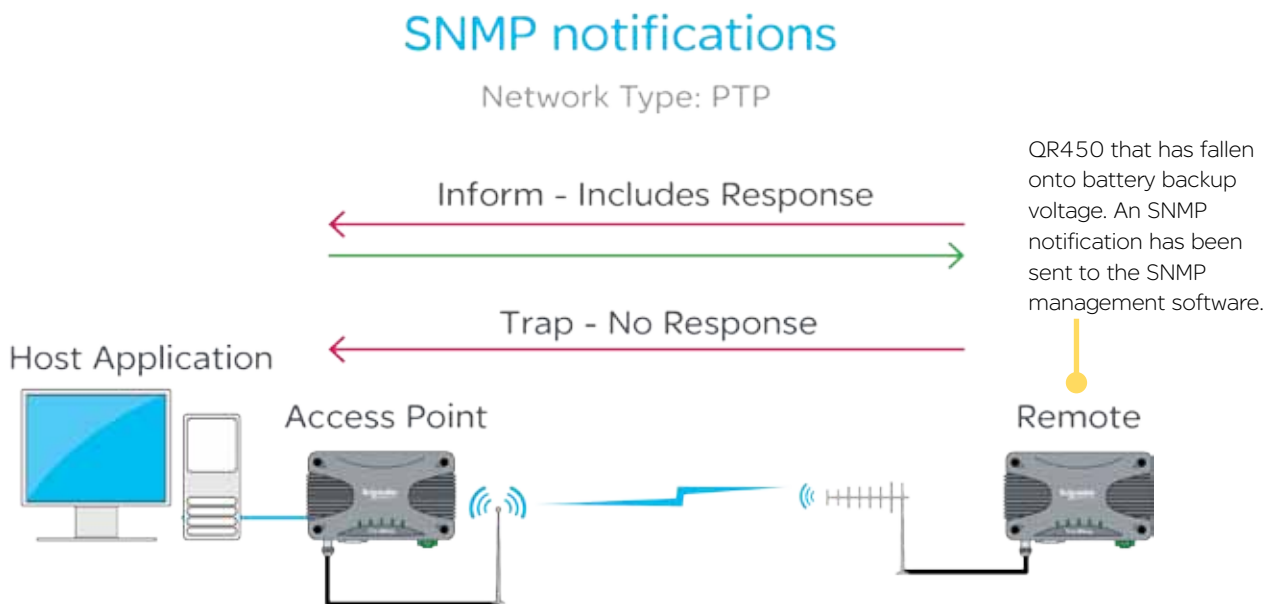 SNMP notifications
Network Type: PTP
QR450 that has fallen
onto battery backup
voltage. An SNMP
notification has been
sent to the SNMP
management software.
Inform - Includes Response
Trap - No Response
Host Application
Access Point
Remote